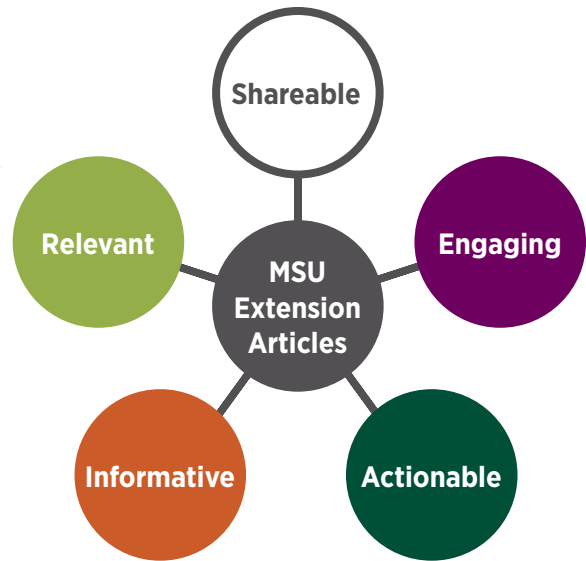 Shareable
Relevant
Engaging
MSU
Extension
Articles
Informative
Actionable